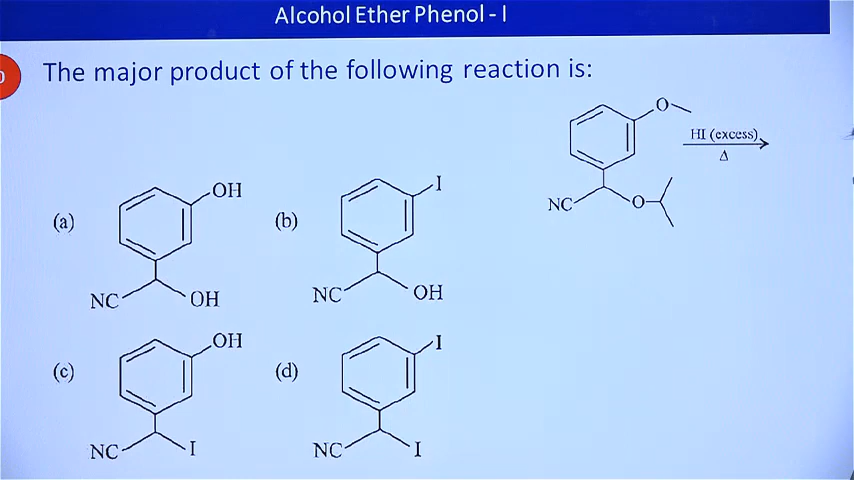 Alcohol Ether Phenol - I
The major product of the following reaction is:
O
HI (excess)
Δ
NC
O
(a)
OH
NC
OH
(b)
I
NC
OH
(c)
OH
NC
I
(d)
I
NC
I